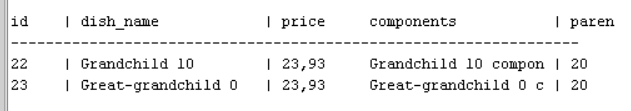 id | dish_name | price components | paren
---------------------------------------------------------------
22 | Grandchild 10 | 23,93 Grandchild 10 compon | 20
23 | Great-grandchild 0 | 23,93 Great-grandchild 0 c | 20